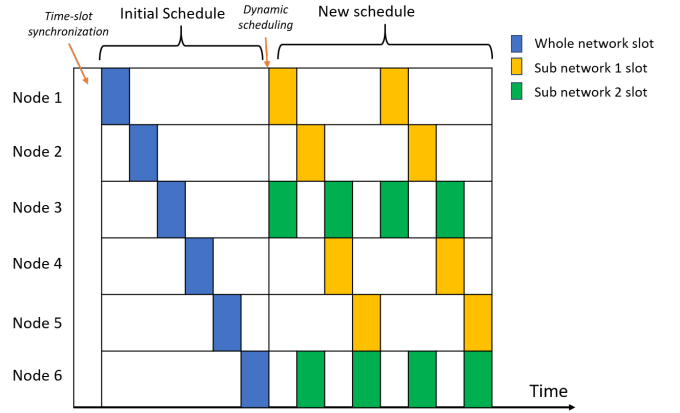 Time-slot
synchronization
Initial Schedule
Dynamic
scheduling
New schedule
Whole network slot
Sub network 1 slot
Sub network 2 slot
Node 1
Node 2
Node 3
Node 4
Node 5
Node 6
Time